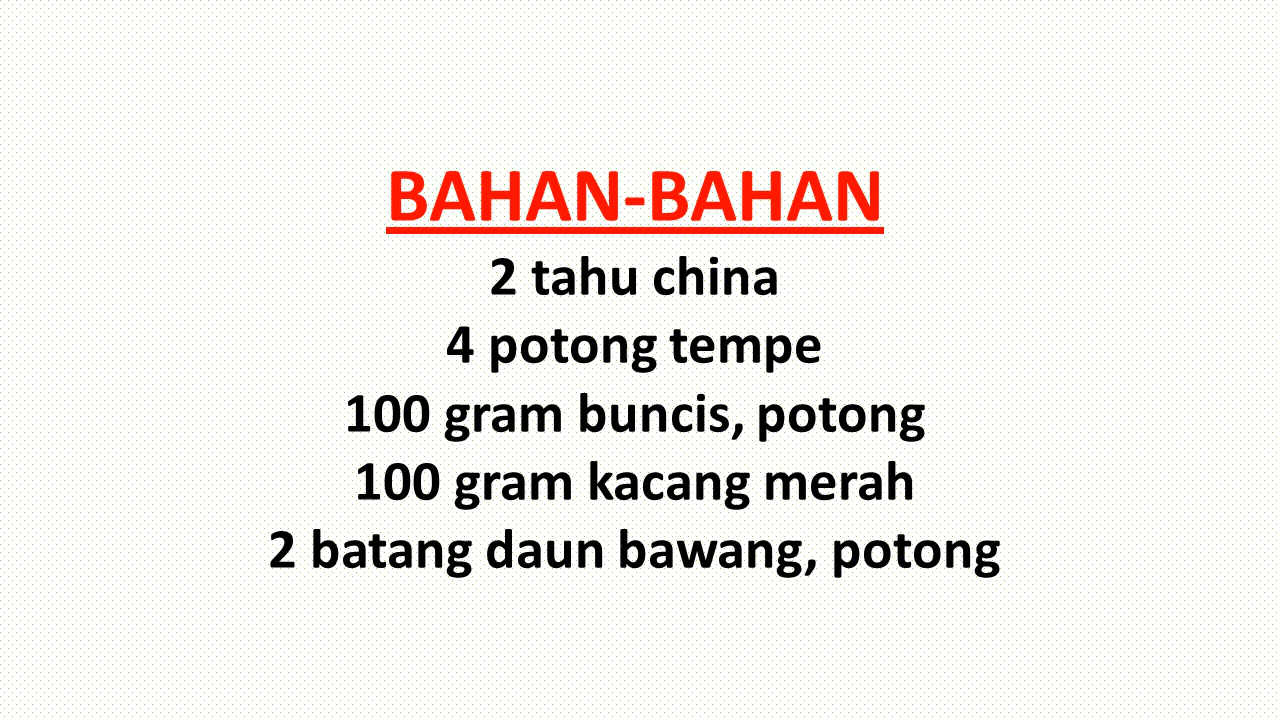 BAHAN-BAHAN
2 tahu china
4 potong tempe
100 gram buncis, potong
100 gram kacang merah
2 batang daun bawang, potong